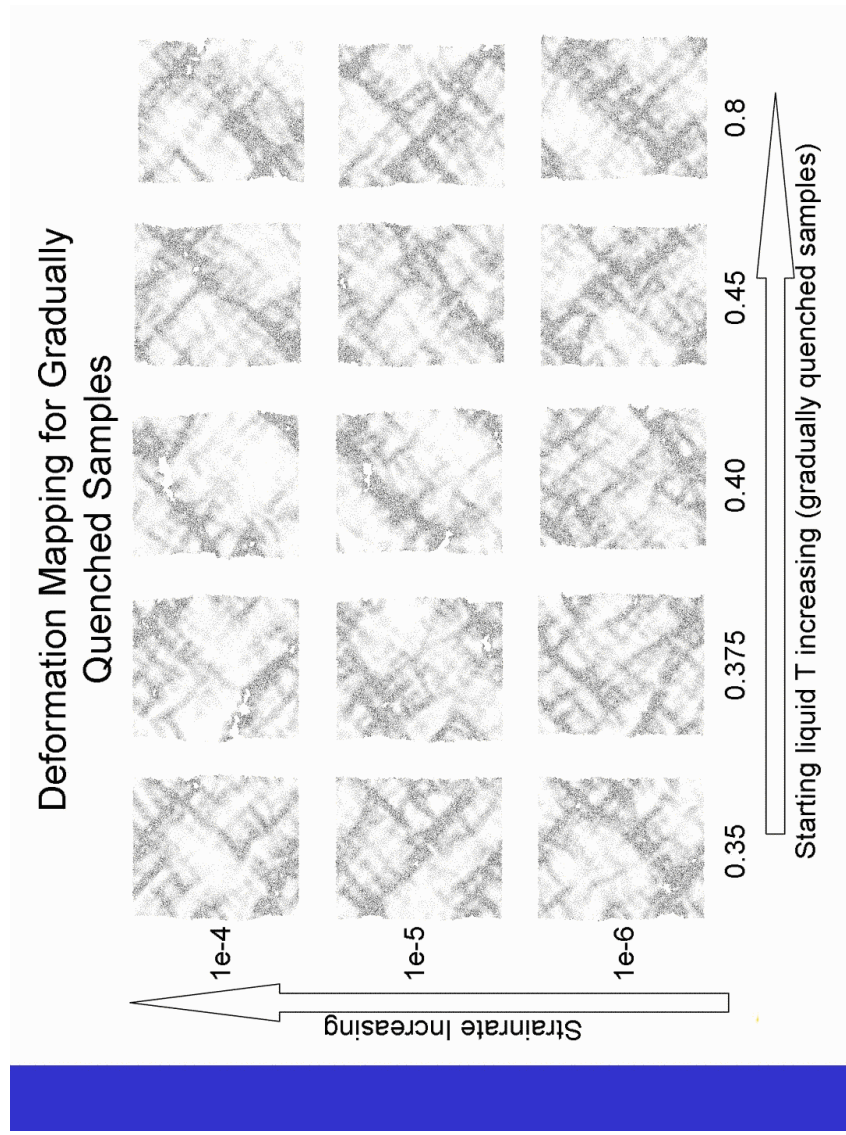 Deformation Mapping for Gradually
Quenched Samples
1e-4
1e-5
1e-6
Strainrate Increasing
0.35
0.375
0.40
0.45
0.8
Starting liquid T increasing (gradually quenched samples)